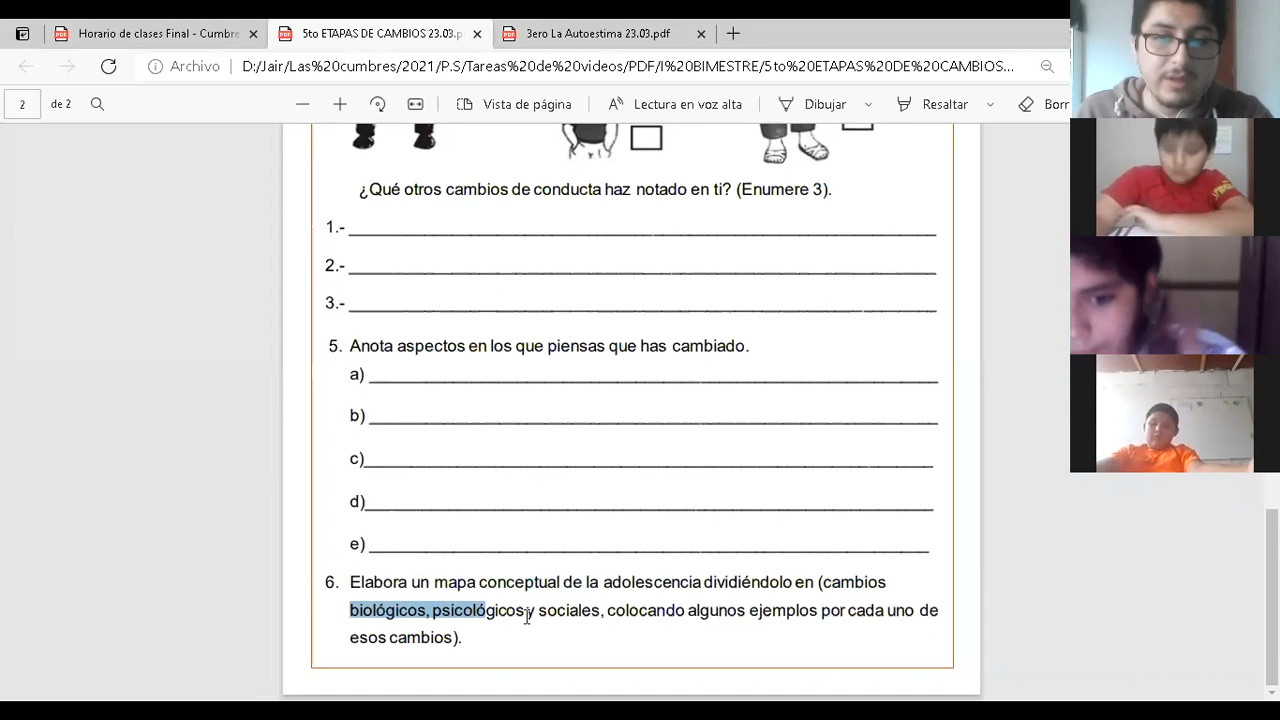 Horario de clases Final - Cumbre
5to ETAPAS DE CAMBIOS 23.03.p
3ero La Autoestima 23.03.pdf
Archivo
D:/Jair/Las%20cumbres/2021/P.S/Tareas%20de%20videos/PDF/I%20BIMESTRE/5to%20ETAPAS%20DE%20CAMBIOS...
2
de 2
Vista de página
Lectura en voz alta
Dibujar
Resaltar
Borr
¿Qué otros cambios de conducta haz notado en ti? (Enumere 3).
1.-
2.-
3.-
5. Anota aspectos en los que piensas que has cambiado.
a)
b)
c)
d)
e)
6. Elabora un mapa conceptual de la adolescencia dividiéndolo en (cambios
biológicos, psicológicos y sociales, colocando algunos ejemplos por cada uno de
esos cambios).